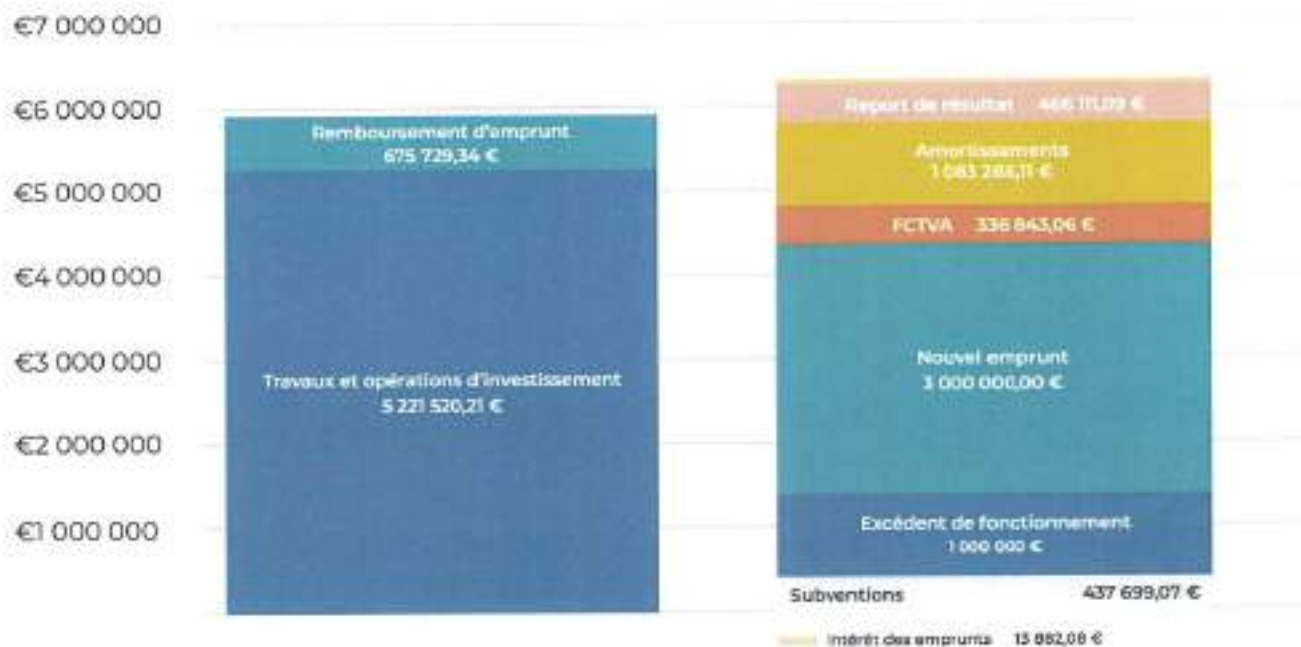 €7 000 000
€6 000 000
€5 000 000
€4 000 000
€3 000 000
€2 000 000
€1 000 000
Remboursement d'emprunt
675 729,34 €
Travaux et opérations d'investissement
5 221 520,21 €
Report de résultat 466 111,09 €
Amortissements
1 083 288,11 €
FCTVA 336 843,06 €
Nouvel emprunt
3 000 000,00 €
Excédent de fonctionnement
1 000 000 €
Subventions 437 699,07 €
Intérêt des emprunts 13 882,08 €